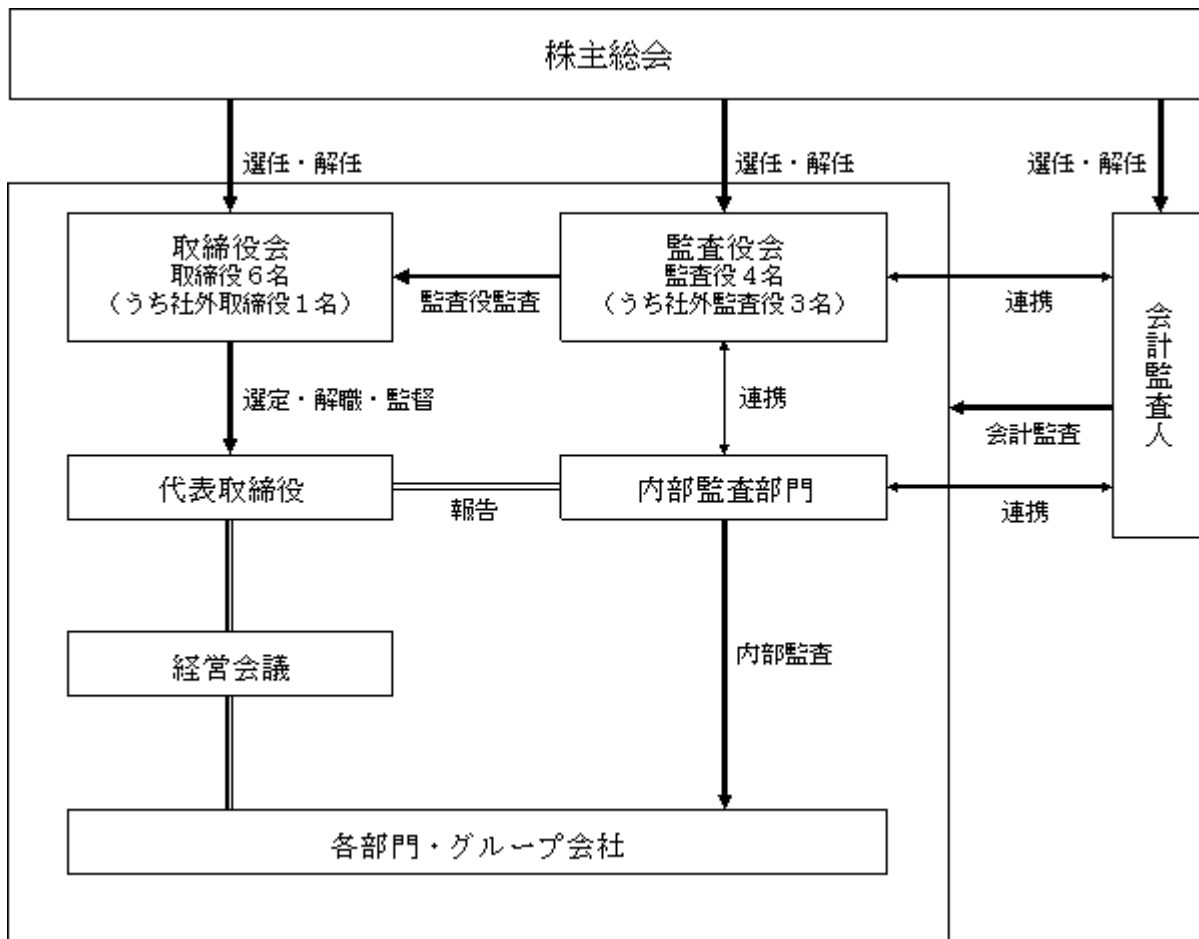 株主総会
選任・解任
選任・解任
選任・解任
取締役会
取締役6名
(うち社外取締役1名)
監査役監査
監査役会
監査役4名
(うち社外監査役3名)
連携
会計監査人
選定・解職・監督
連携
会計監査
代表取締役
報告
内部監査部門
連携
経営会議
内部監査
各部門・グループ会社